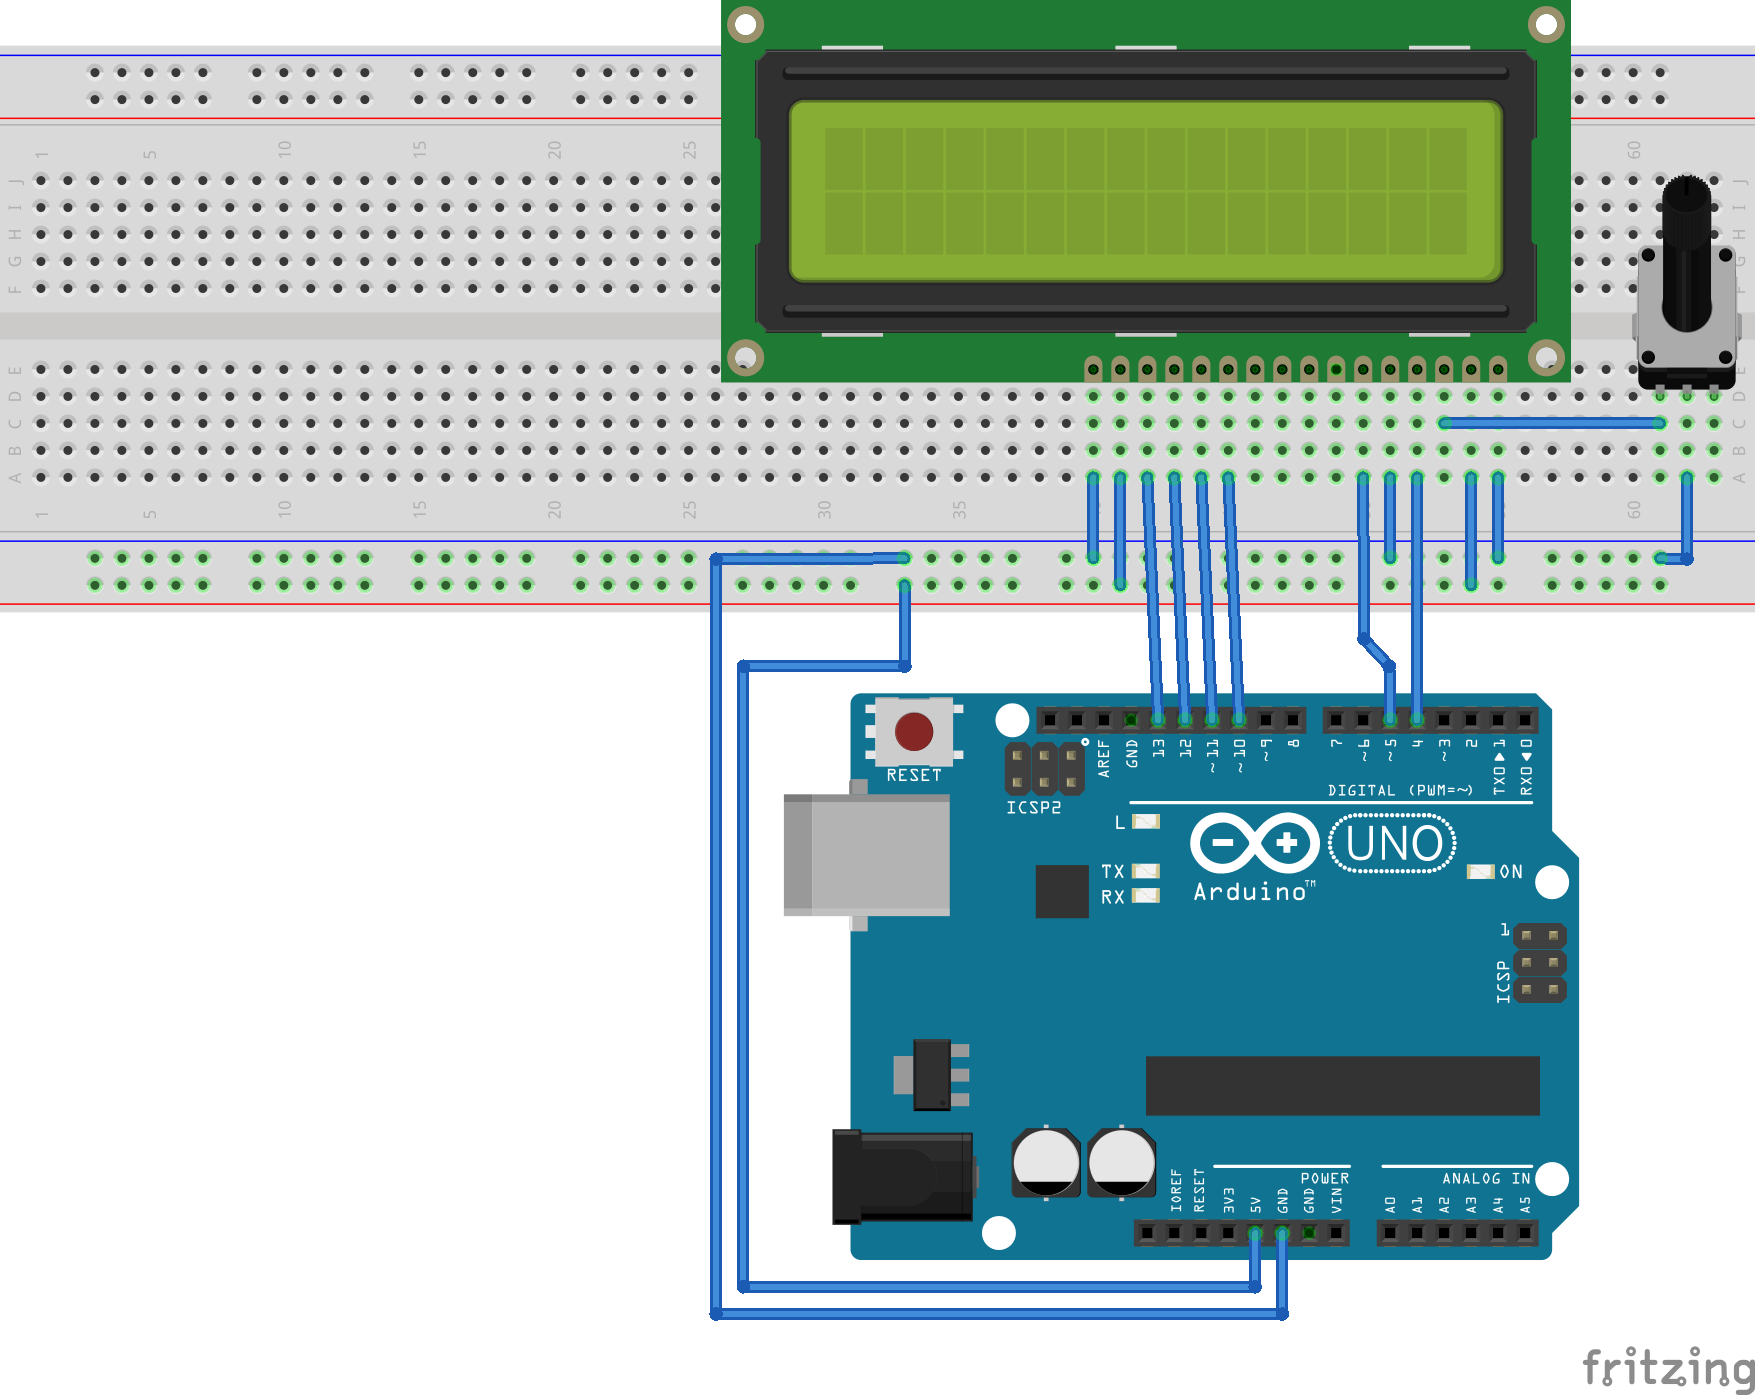 1 5 10 15 20 25 60
J J
I I
H H
G G
F F
E E
D D
C C
B B
A A
1 5 10 15 20 25 30 35 60
RESET
AREF GND 13 12 ~11 ~10 ~9 8 7 ~6 ~5 4 ~3 2 TX0▶1 RX0◀0
ICSP2
DIGITAL (PWM=~)
L
UNO
TX
ON
RX
Arduino™
1
ICSP
POWER
ANALOG IN
IOREF RESET 3V3 5V GND GND VIN A0 A1 A2 A3 A4 A5
fritzing